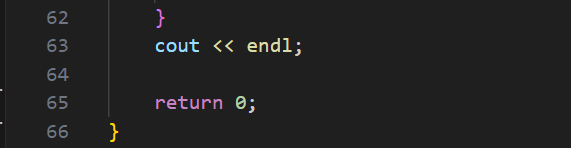 62 }
63 cout << endl;
64
65 return 0;
66 }